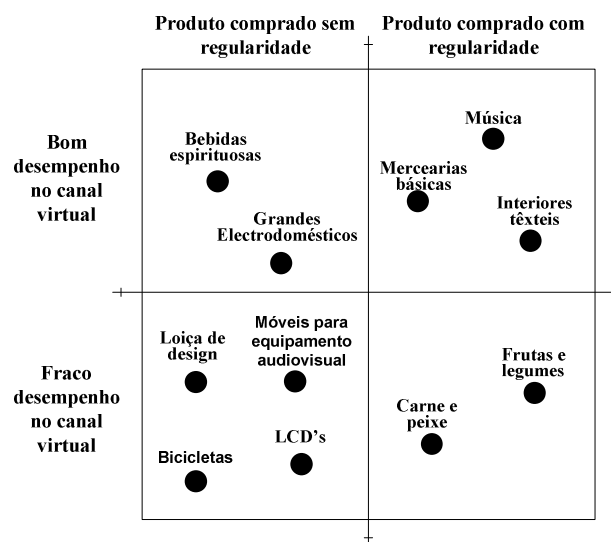 Produto comprado sem
regularidade
Produto comprado com
regularidade
Bom
desempenho
no canal
virtual
Bebidas
espirituosas
Grandes
Electrodomésticos
Música
Mercearias
básicas
Interiores
têxteis
Fraco
desempenho
no canal
virtual
Loiça de
design
Móveis para
equipamento
audiovisual
Bicicletas
LCD's
Frutas e
legumes
Carne e
peixe